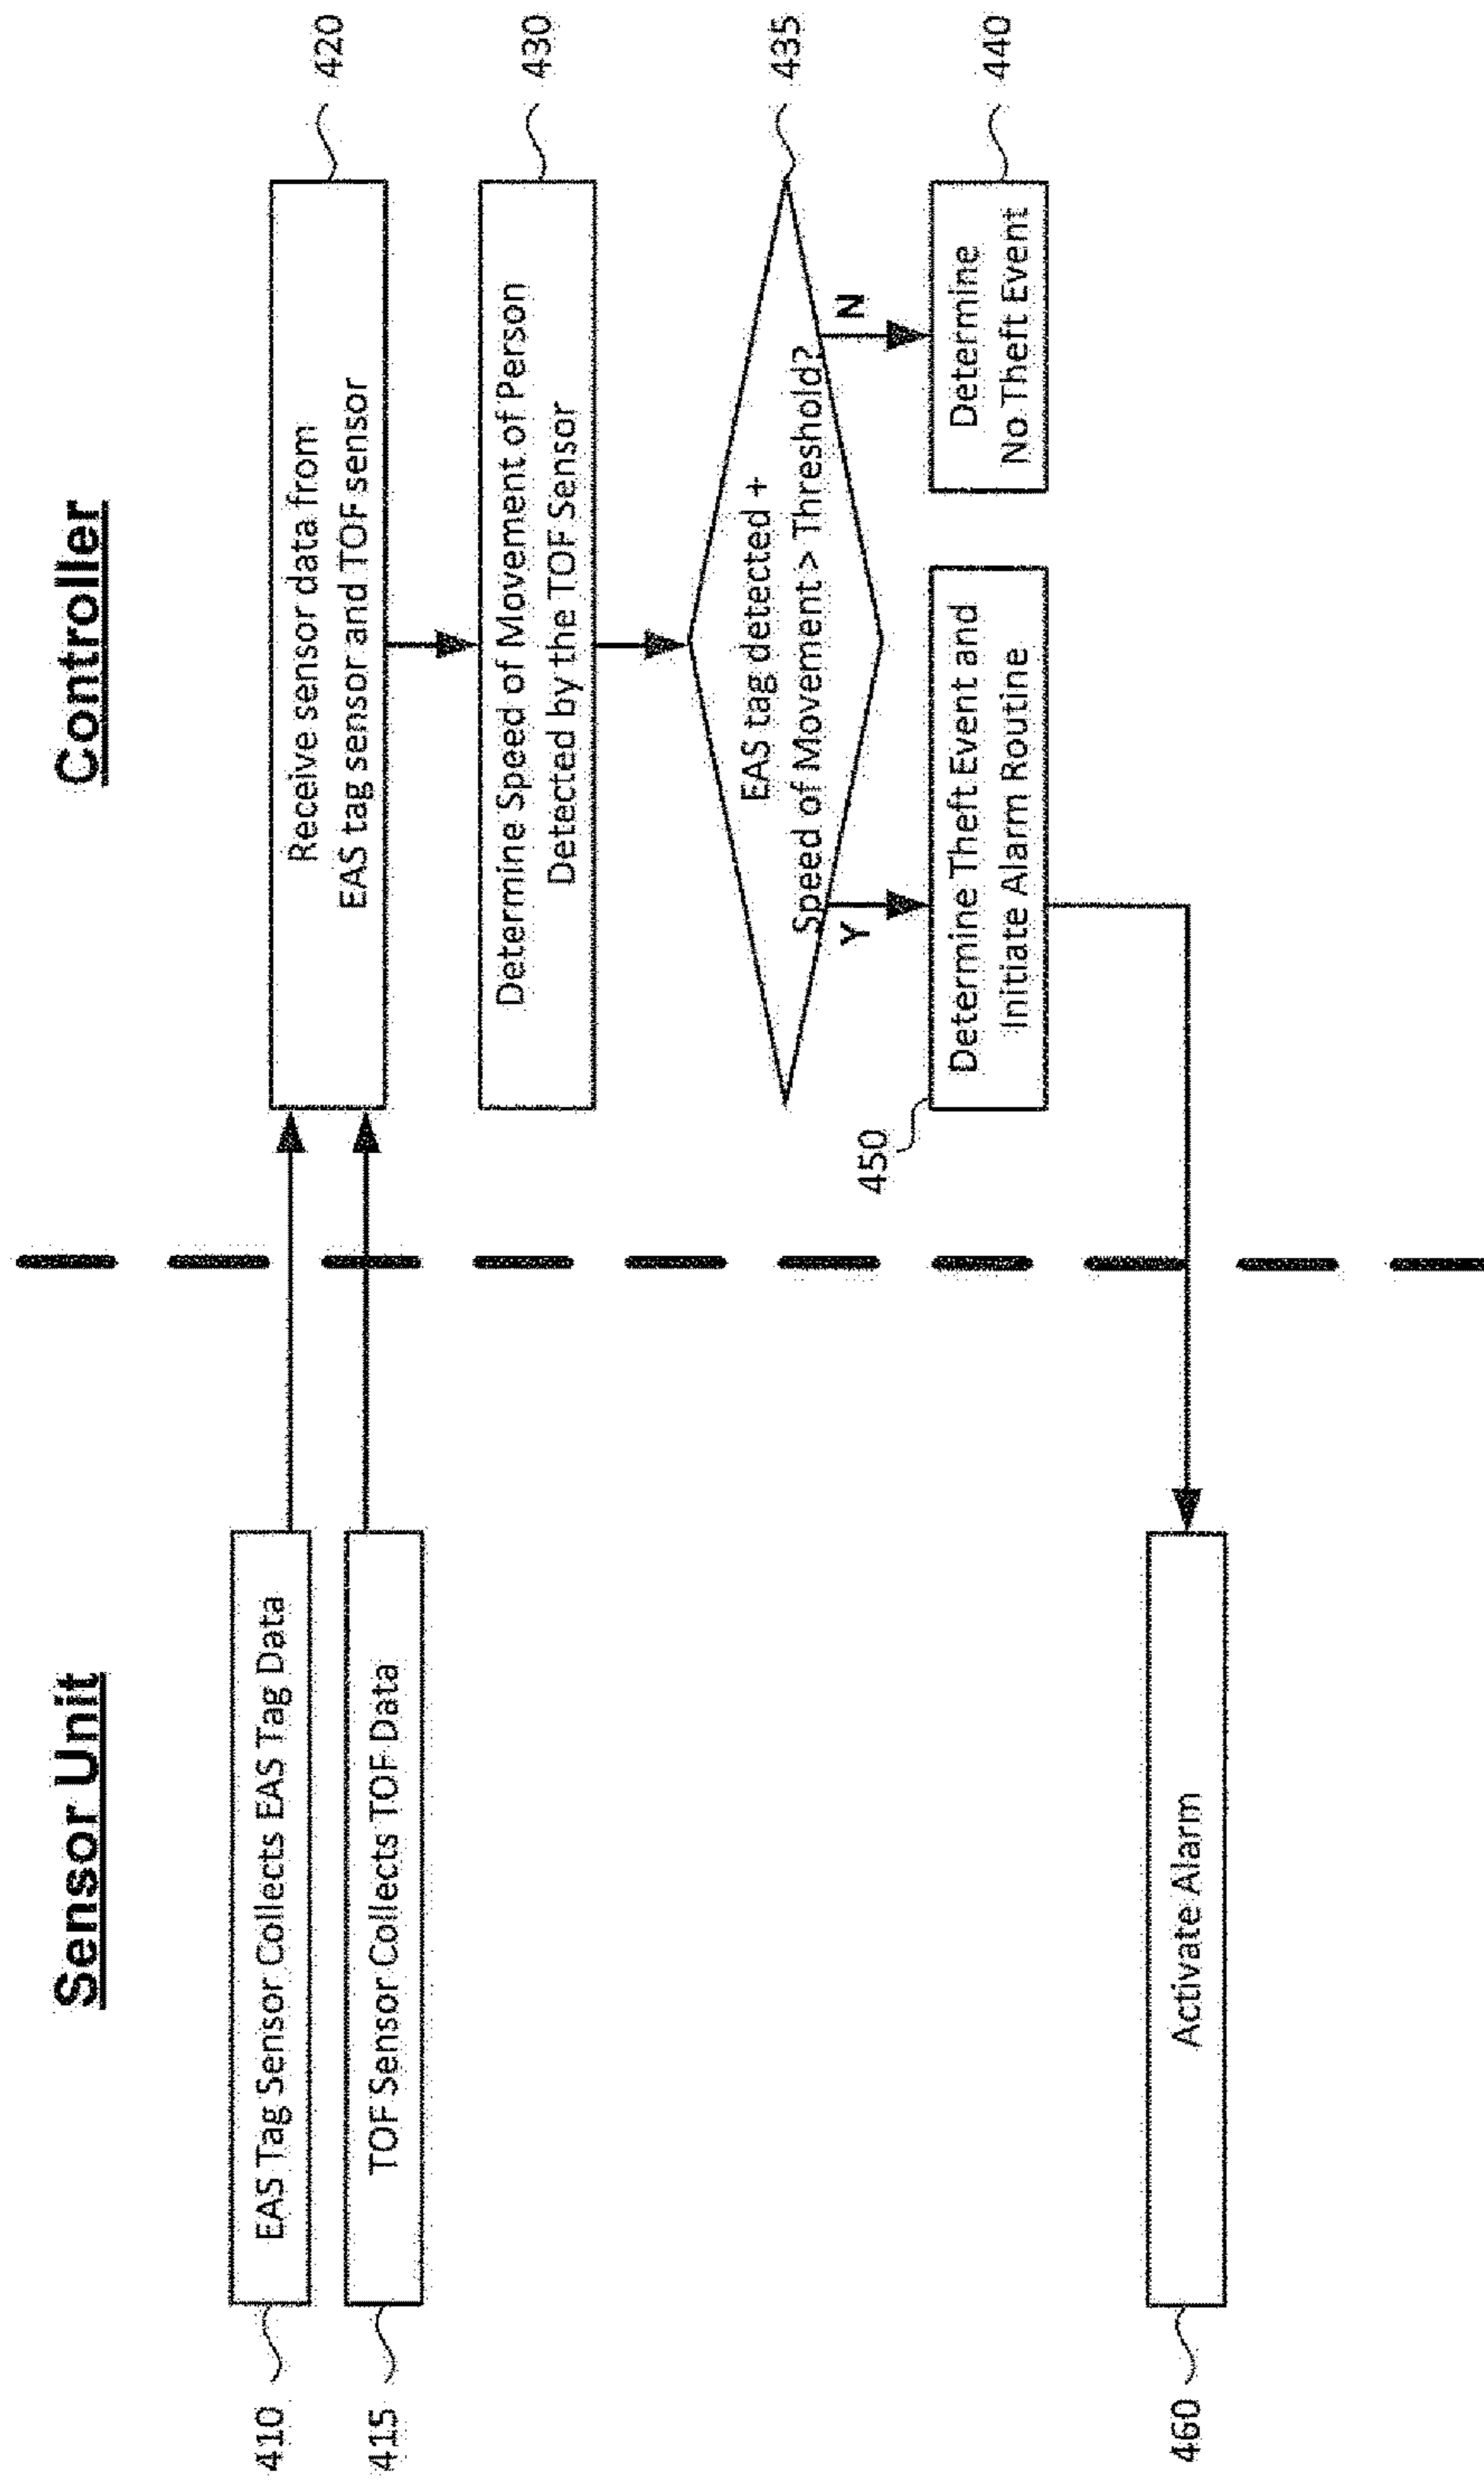 Sensor Unit
Controller
410
EAS Tag Sensor Collects EAS Tag Data
415
TOF Sensor Collects TOF Data
Receive sensor data from
EAS tag sensor and TOF sensor
420
Determine Speed of Movement of Person
Detected by the TOF Sensor
430
EAS tag detected +
Speed of Movement > Threshold?
435
Y
N
450
Determine Theft Event and
Initiate Alarm Routine
Determine
No Theft Event
440
460
Activate Alarm